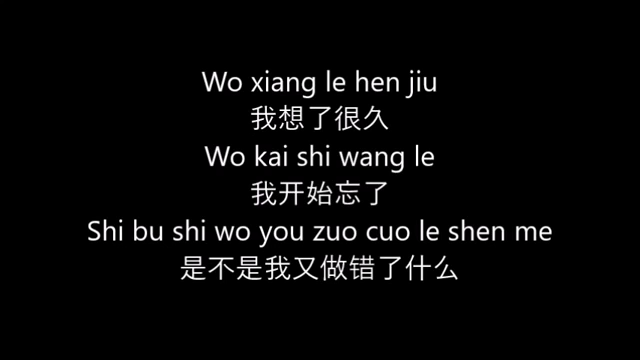 Wo xiang le hen jiu
我想了很久
Wo kai shi wang le
我开始忘了
Shi bu shi wo you zuo cuo le shen me
是不是我又做错了什么